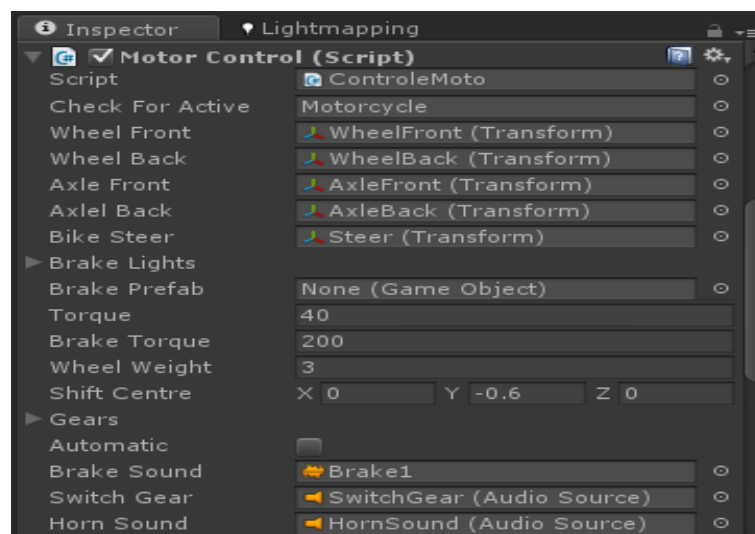 Inspector Lightmapping
Motor Control (Script)
Script ControleMoto
Check For Active Motorcycle
Wheel Front WheelFront (Transform)
Wheel Back WheelBack (Transform)
Axle Front AxleFront (Transform)
Axlel Back AxleBack (Transform)
Bike Steer Steer (Transform)
Brake Lights
Brake Prefab None (Game Object)
Torque 40
Brake Torque 200
Wheel Weight 3
Shift Centre X 0 Y -0.6 Z 0
Gears
Automatic
Brake Sound Brake1
Switch Gear SwitchGear (Audio Source)
Horn Sound HornSound (Audio Source)